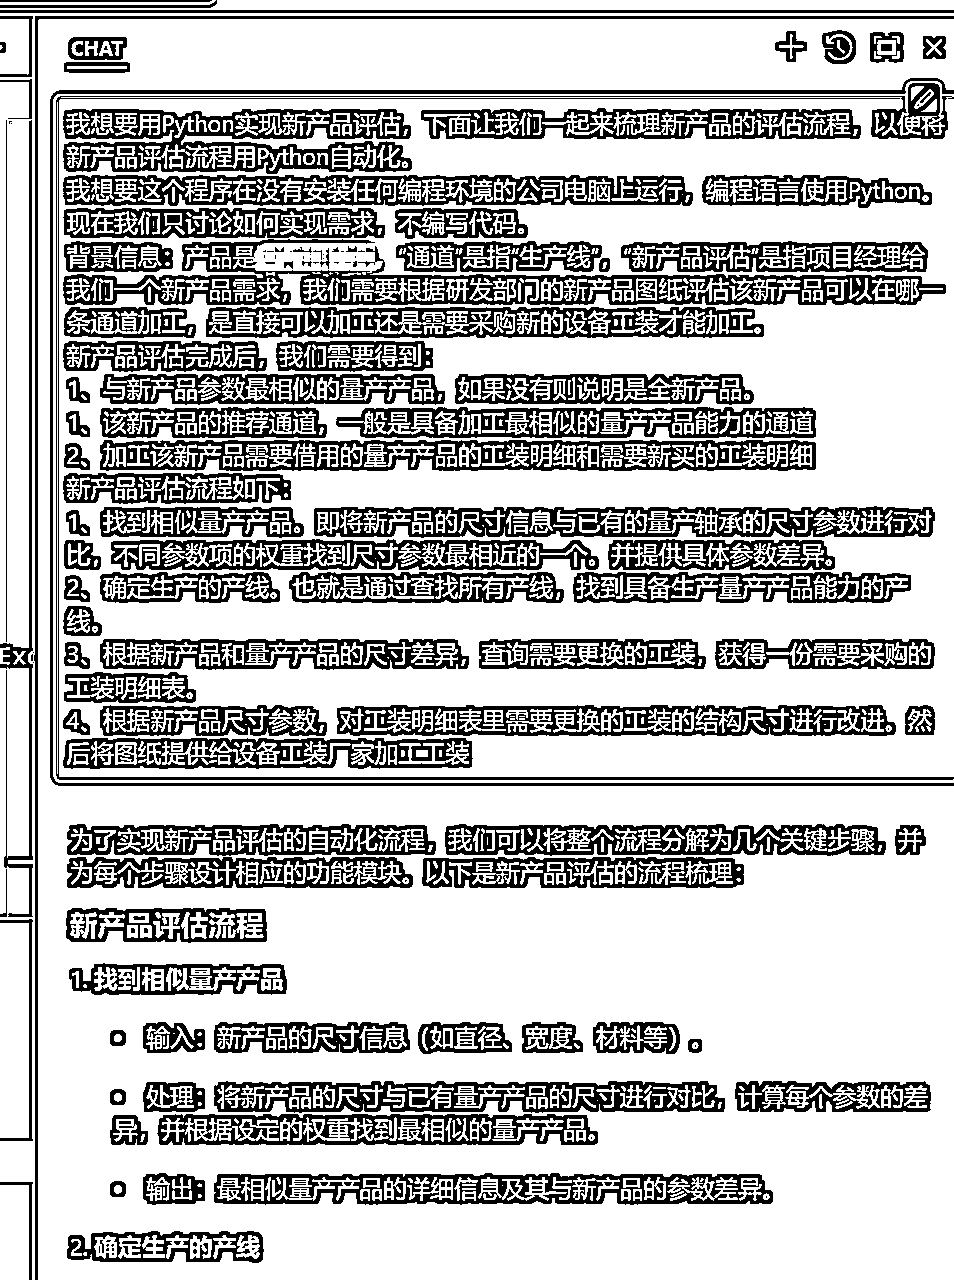 CHAT
我想要用Python实现新产品评估，下面让我们一起来梳理新产品的评估流程，以便将
新产品评估流程用Python自动化。
我想要这个程序在没有安装任何编程环境的公司电脑上运行，编程语言使用Python。
现在我们只讨论如何实现需求，不编写代码。
背景信息：产品是 ，“通道”是指“生产线”，“新产品评估”是指项目经理给
我们一个新产品需求，我们需要根据研发部门的新产品图纸评估该新产品可以在哪一
条通道加工，是直接可以加工还是需要采购新的设备工装才能加工。
新产品评估完成后，我们需要得到：
1、与新产品参数最相似的量产产品，如果没有则说明是全新产品。
1、该新产品的推荐通道，一般是具备加工最相似的量产产品能力的通道
2、加工该新产品需要借用的量产产品的工装明细和需要新买的工装明细
新产品评估流程如下：
1、找到相似量产产品。即将新产品的尺寸信息与已有的量产轴承的尺寸参数进行对
比，不同参数项的权重找到尺寸参数最相近的一个。并提供具体参数差异。
2、确定生产的产线。也就是通过查找所有产线，找到具备生产量产产品能力的产
线。
Exc
3、根据新产品和量产产品的尺寸差异，查询需要更换的工装，获得一份需要采购的
工装明细表。
4、根据新产品尺寸参数，对工装明细表里需要更换的工装的结构尺寸进行改进。然
后将图纸提供给设备工装厂家加工工装
为了实现新产品评估的自动化流程，我们可以将整个流程分解为几个关键步骤，并
为每个步骤设计相应的功能模块。以下是新产品评估的流程梳理：
新产品评估流程
1. 找到相似量产产品
输入：新产品的尺寸信息（如直径、宽度、材料等）。
处理：将新产品的尺寸与已有量产产品的尺寸进行对比，计算每个参数的差
异，并根据设定的权重找到最相似的量产产品。
输出：最相似量产产品的详细信息及其与新产品的参数差异。
2. 确定生产的产线